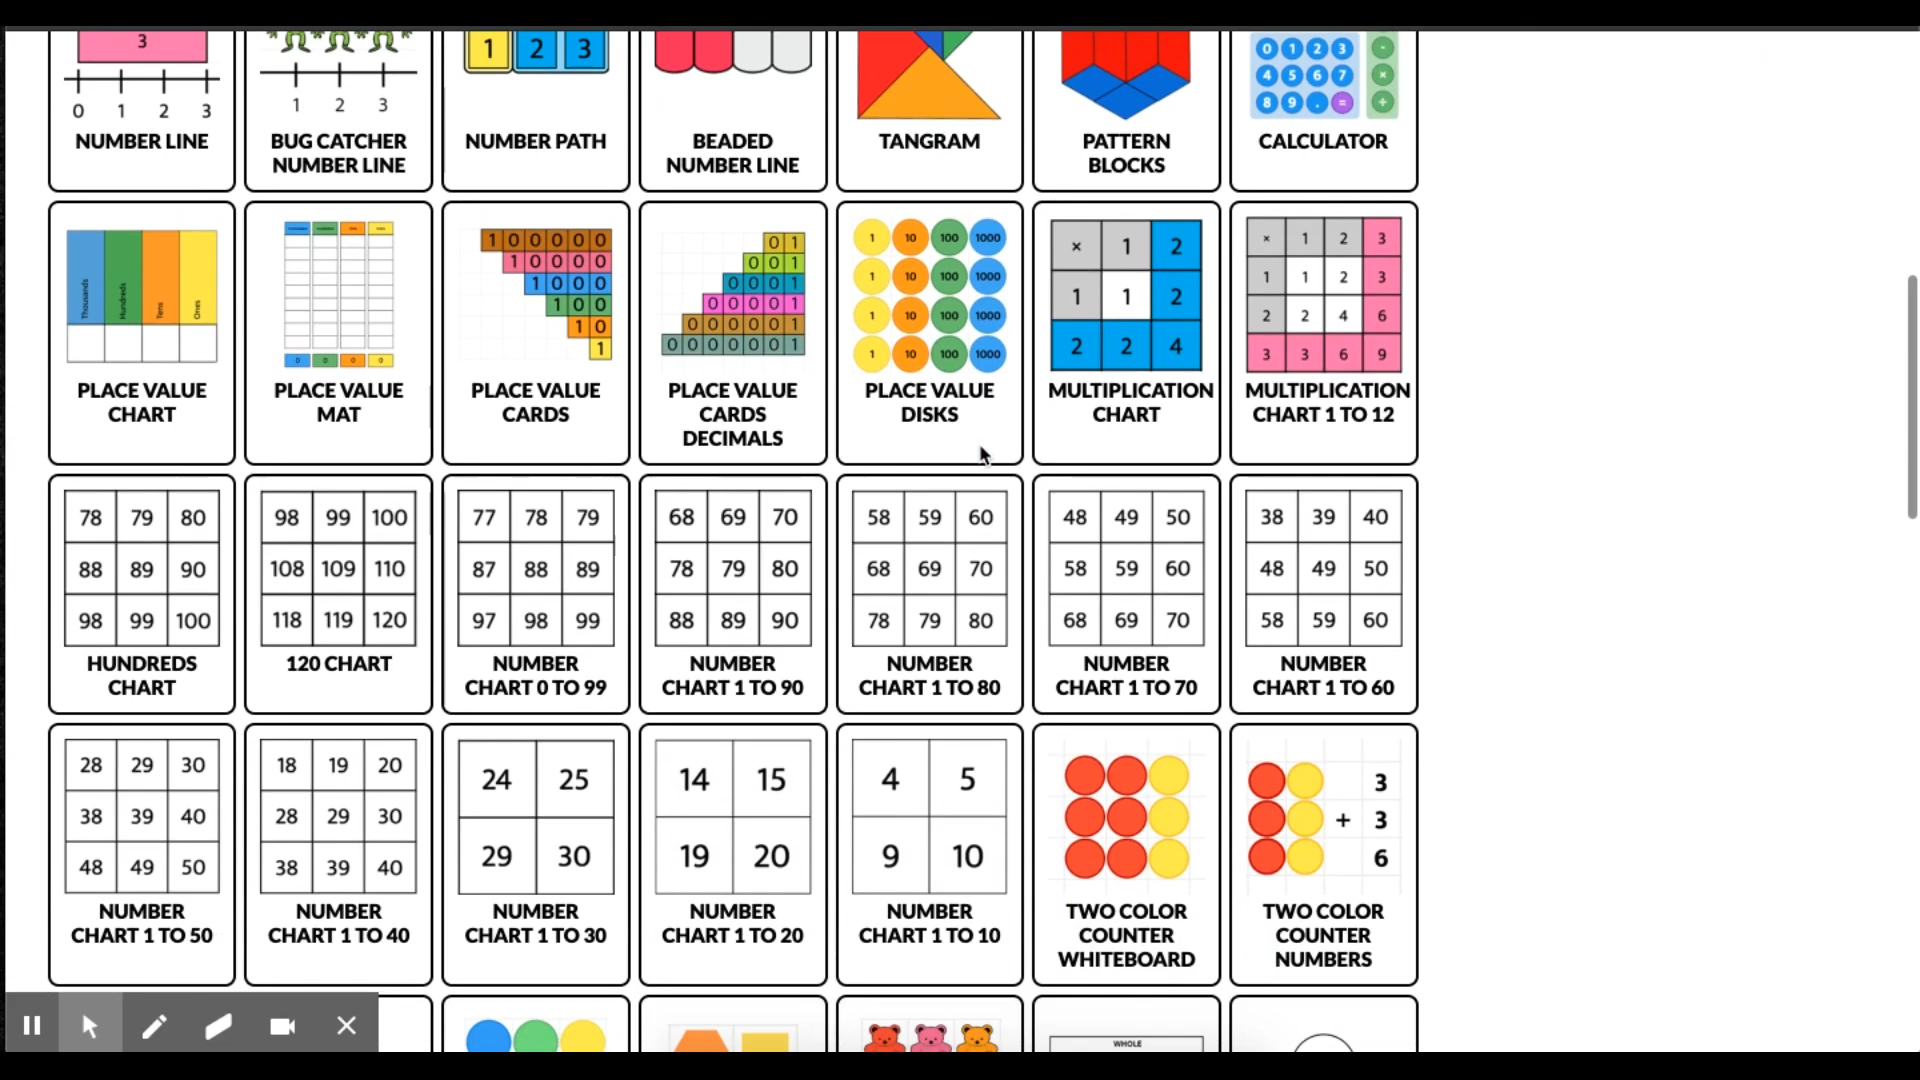 3
0 1 2 3
NUMBER LINE
1 2 3
BUG CATCHER
NUMBER LINE
1 2 3
NUMBER PATH
BEADED
NUMBER LINE
TANGRAM
PATTERN
BLOCKS
0 1 2 3 -
4 5 6 7 ×
8 9 . = +
CALCULATOR
Thousands Hundreds Tens Ones
PLACE VALUE
CHART
0 0 0 0
PLACE VALUE
MAT
1 0 0 0 0 0
1 0 0 0 0
1 0 0 0
1 0 0
1 0
1
PLACE VALUE
CARDS
0 1
0 0 1
0 0 0 1
0 0 0 0 1
0 0 0 0 0 1
0 0 0 0 0 0 1
PLACE VALUE
CARDS
DECIMALS
1 10 100 1000
1 10 100 1000
1 10 100 1000
1 10 100 1000
PLACE VALUE
DISKS
× 1 2
1 1 2
2 2 4
MULTIPLICATION
CHART
× 1 2 3
1 1 2 3
2 2 4 6
3 3 6 9
MULTIPLICATION
CHART 1 TO 12
78 79 80
88 89 90
98 99 100
HUNDREDS
CHART
98 99 100
108 109 110
118 119 120
120 CHART
77 78 79
87 88 89
97 98 99
NUMBER
CHART 0 TO 99
68 69 70
78 79 80
88 89 90
NUMBER
CHART 1 TO 90
58 59 60
68 69 70
78 79 80
NUMBER
CHART 1 TO 80
48 49 50
58 59 60
68 69 70
NUMBER
CHART 1 TO 70
38 39 40
48 49 50
58 59 60
NUMBER
CHART 1 TO 60
28 29 30
38 39 40
48 49 50
NUMBER
CHART 1 TO 50
18 19 20
28 29 30
38 39 40
NUMBER
CHART 1 TO 40
24 25
29 30
NUMBER
CHART 1 TO 30
14 15
19 20
NUMBER
CHART 1 TO 20
4 5
9 10
NUMBER
CHART 1 TO 10
TWO COLOR
COUNTER
WHITEBOARD
3
+ 3
6
TWO COLOR
COUNTER
NUMBERS
WHOLE